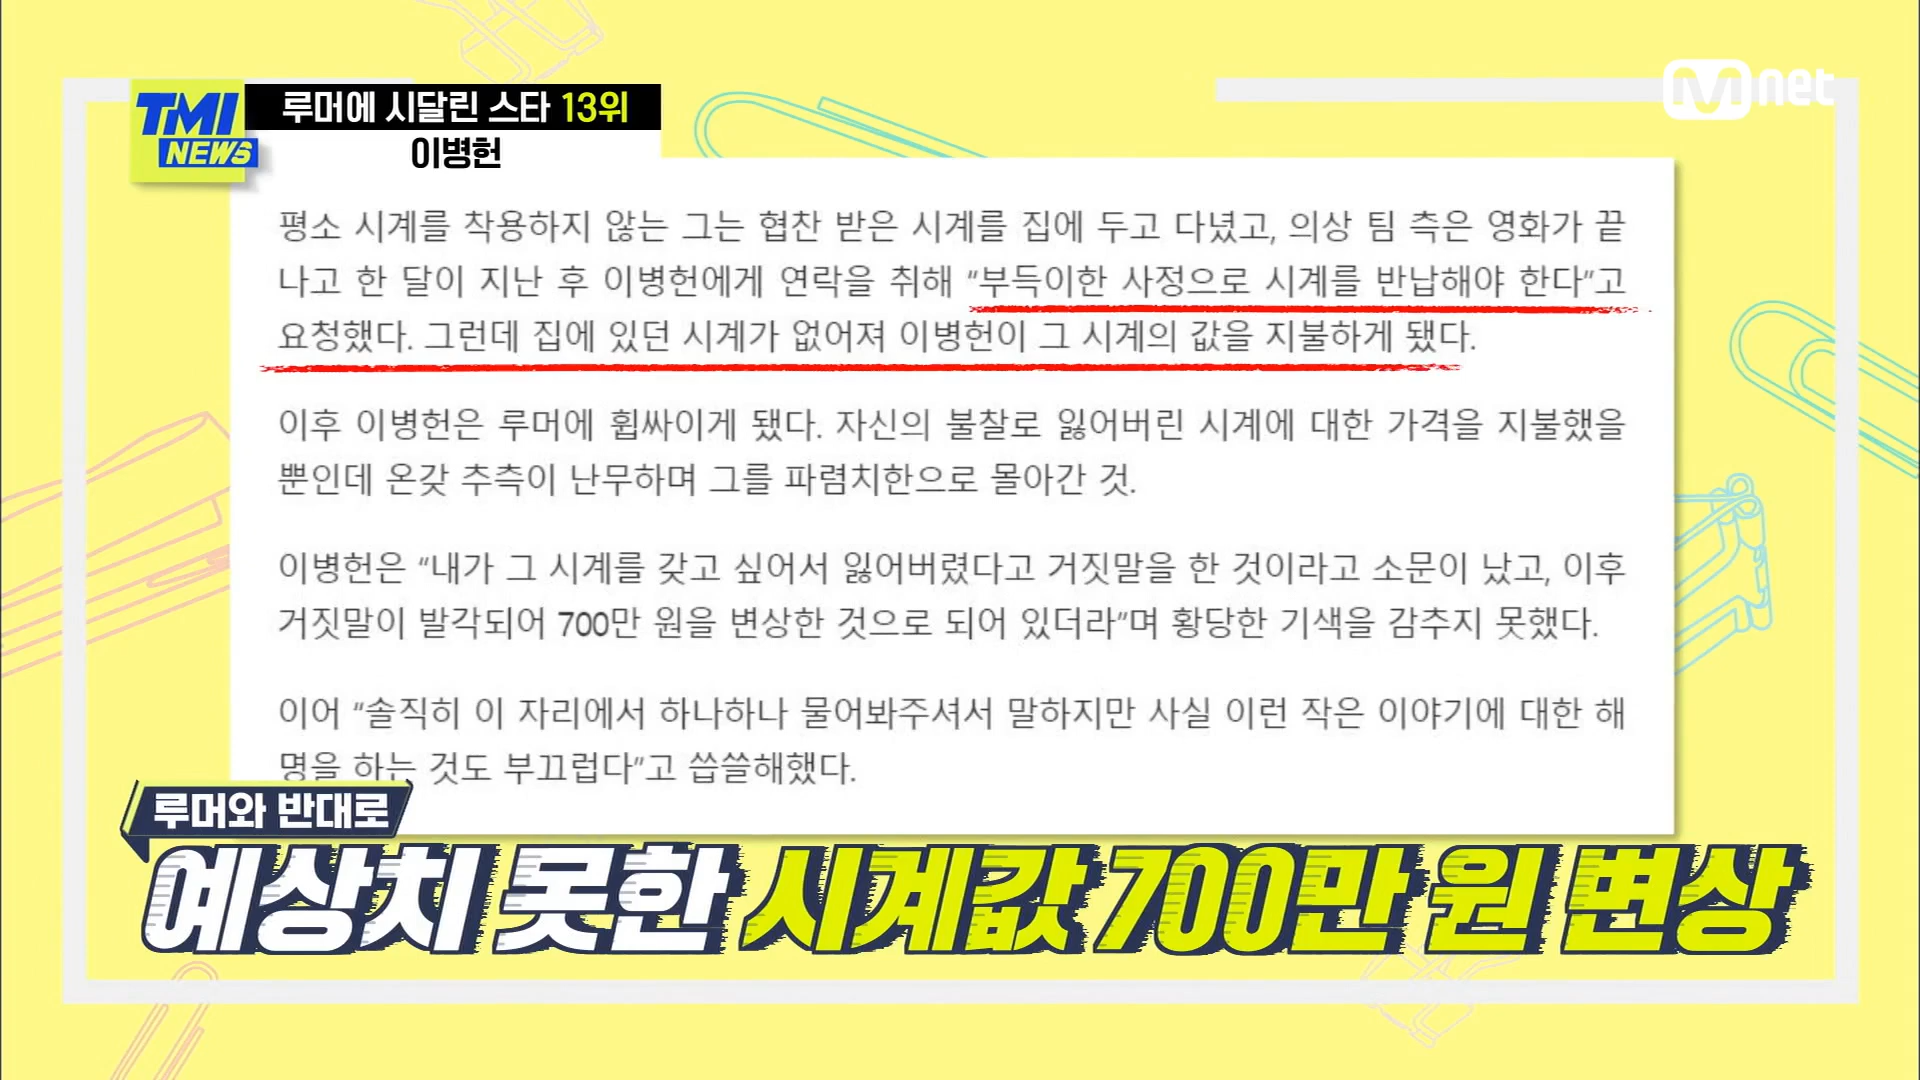 TMI
NEWS
루머에 시달린 스타 13위
이병헌
Mnet
평소 시계를 착용하지 않는 그는 협찬 받은 시계를 집에 두고 다녔고, 의상 팀 측은 영화가 끝
나고 한 달이 지난 후 이병헌에게 연락을 취해 “부득이한 사정으로 시계를 반납해야 한다”고
요청했다. 그런데 집에 있던 시계가 없어져 이병헌이 그 시계의 값을 지불하게 됐다.
이후 이병헌은 루머에 휩싸이게 됐다. 자신의 불찰로 잃어버린 시계에 대한 가격을 지불했을
뿐인데 온갖 추측이 난무하며 그를 파렴치한으로 몰아간 것.
이병헌은 “내가 그 시계를 갖고 싶어서 잃어버렸다고 거짓말을 한 것이라고 소문이 났고, 이후
거짓말이 발각되어 700만 원을 변상한 것으로 되어 있더라”며 황당한 기색을 감추지 못했다.
이어 “솔직히 이 자리에서 하나하나 물어봐주셔서 말하지만 사실 이런 작은 이야기에 대한 해
명을 하는 것도 부끄럽다”고 씁쓸해했다.
루머와 반대로
예상치 못한 시계값 700만 원 변상